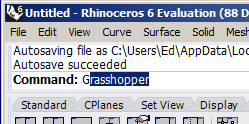 Untitled - Rhinoceros 6 Evaluation (88 D
File Edit View Curve Surface Solid Mesh
Autosaving file as C:\Users\Ed\AppData\Loc
Autosave succeeded
Command: Grasshopper
Standard CPlanes Set View Display